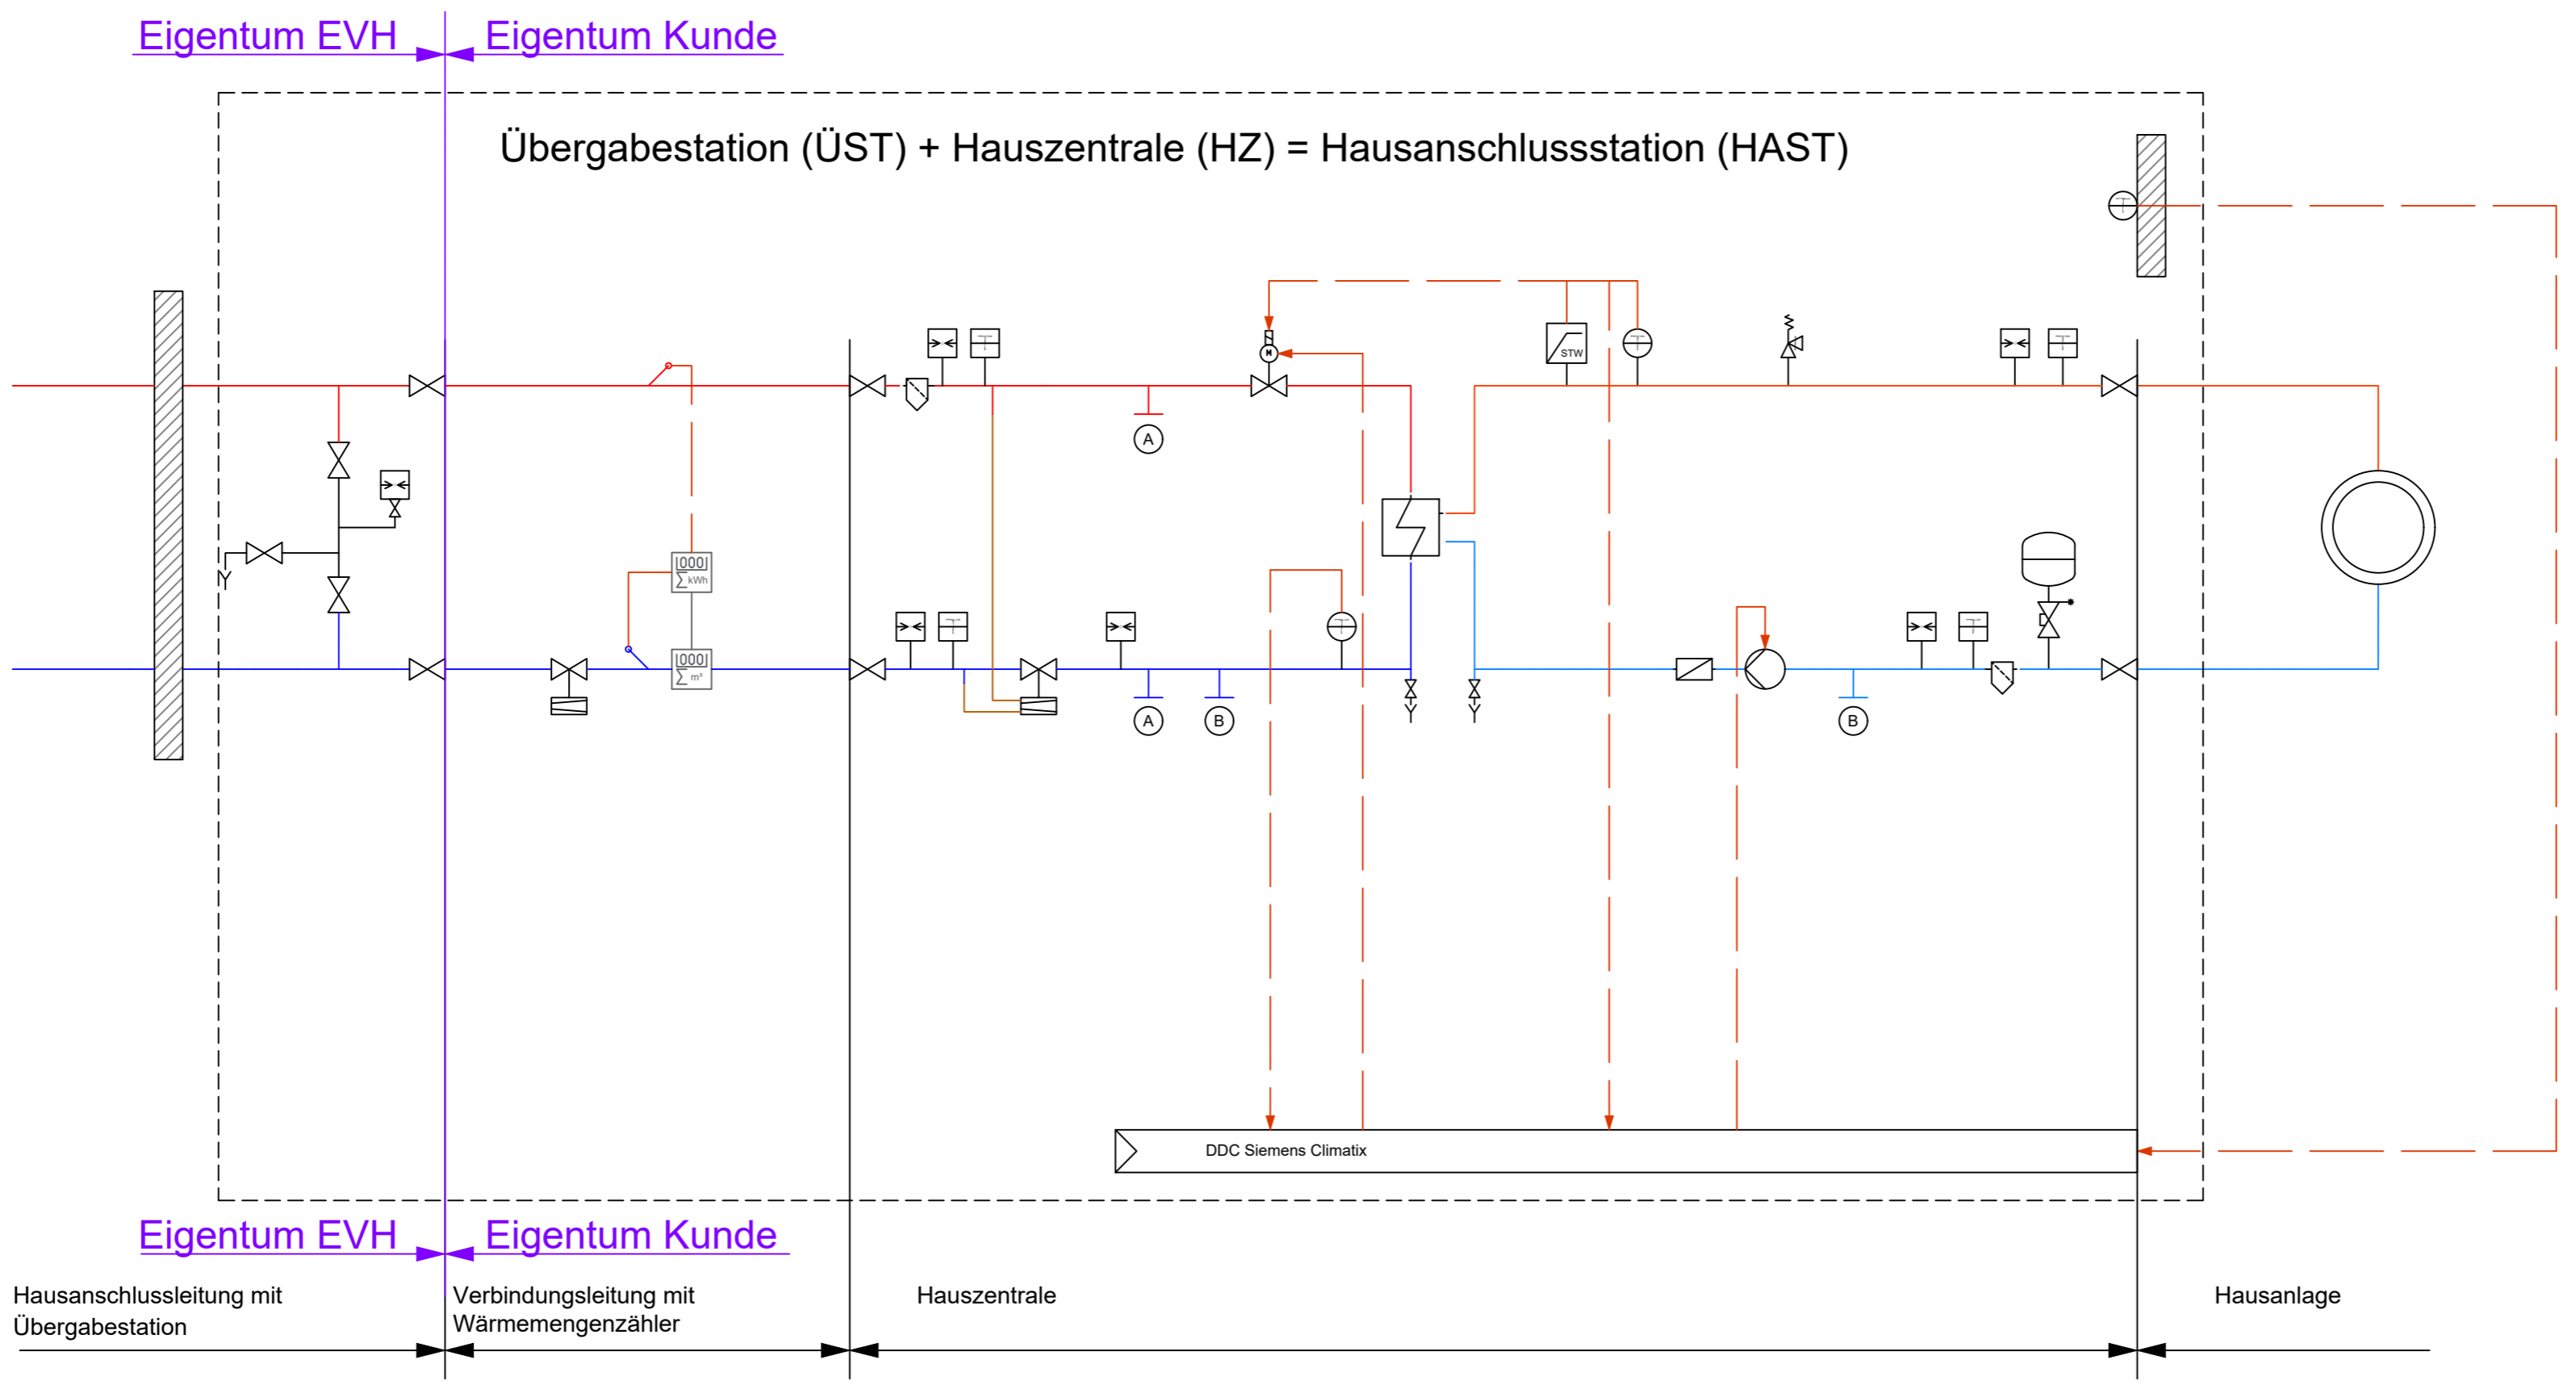 Eigentum EVH Eigentum Kunde
Übergabestation (ÜST) + Hauszentrale (HZ) = Hausanschlussstation (HAST)
T
T
M
STW
T
T
A
|000|
∑ kWh
T
T
T
|000|
∑ m³
A
B
B
DDC Siemens Climatix
Eigentum EVH Eigentum Kunde
Hausanschlussleitung mit
Übergabestation
Verbindungsleitung mit
Wärmemengenzähler
Hauszentrale
Hausanlage